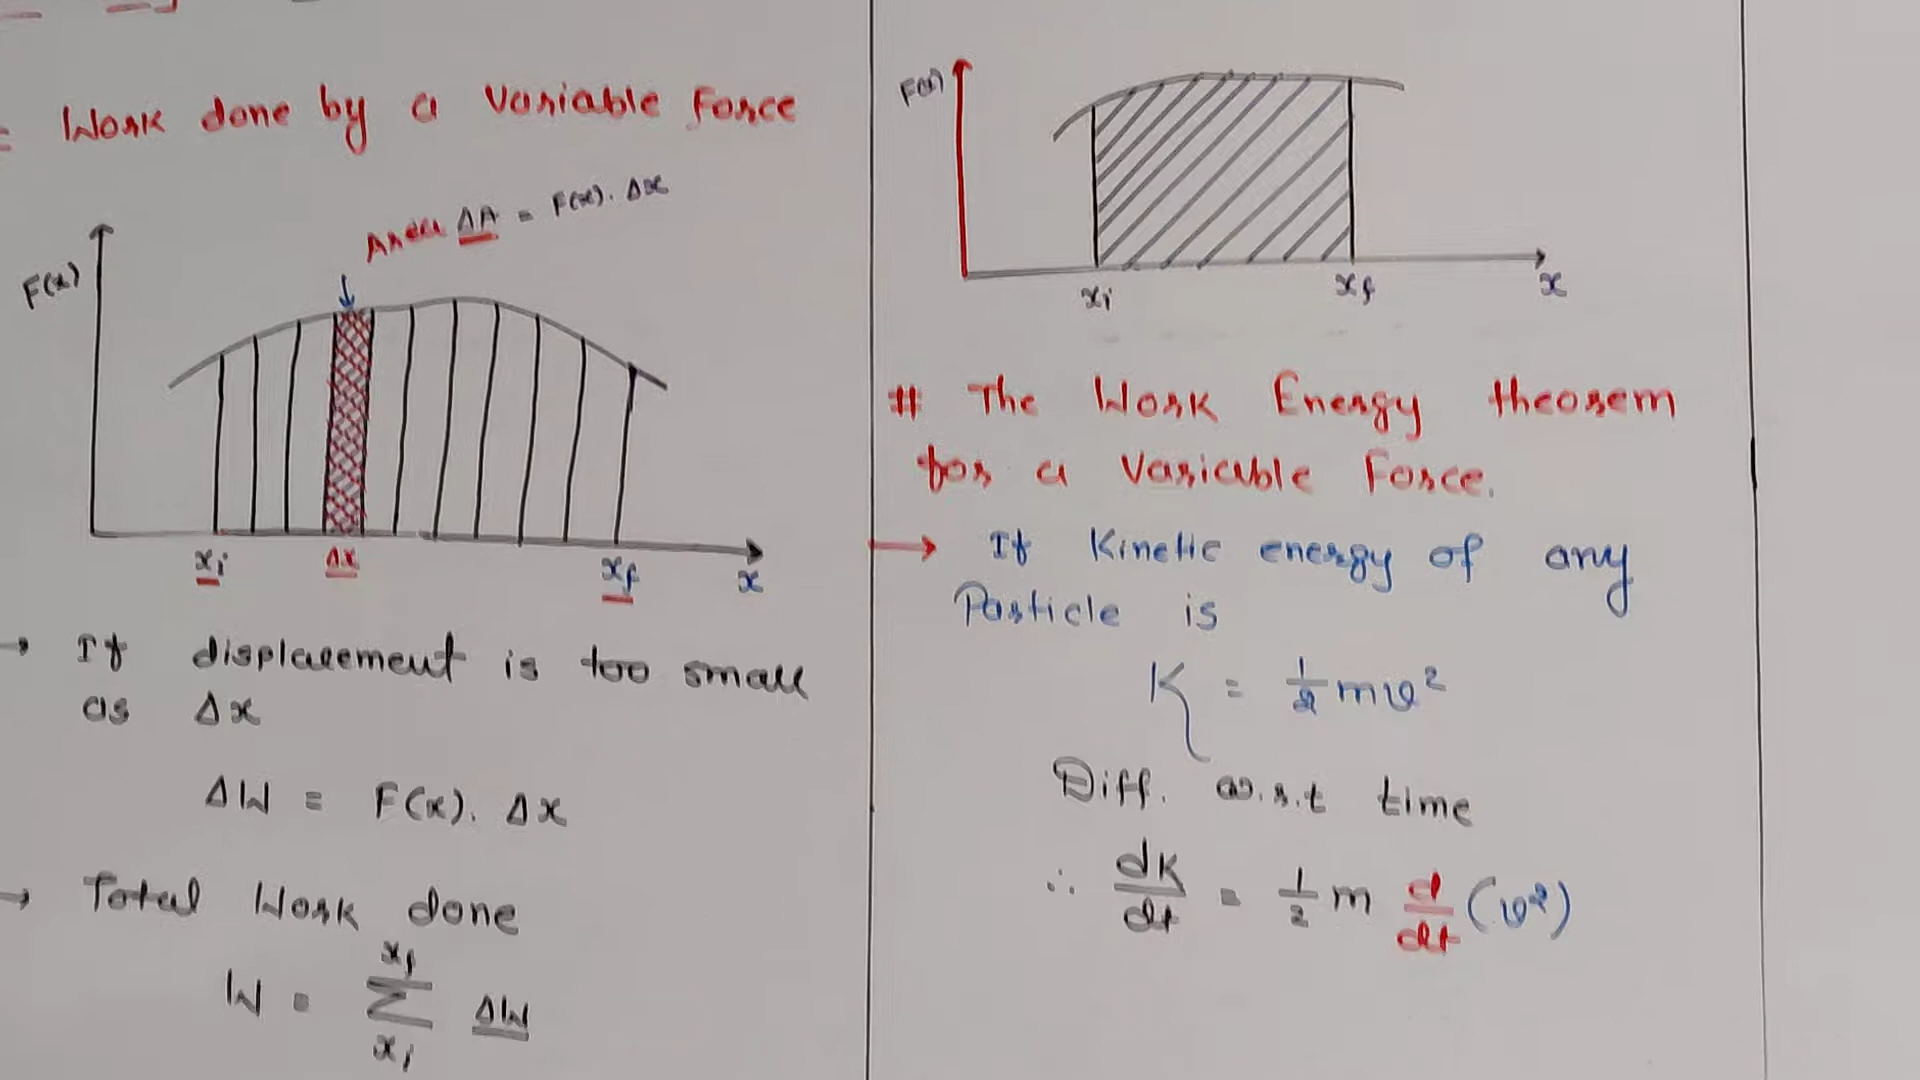 Work done by a Variable Force
Area ΔA = F(x). Δx
F(x)
xi
Δx
xf
x
→ If displacement is too small
as Δx
ΔW = F(x). Δx
→ Total Work done
W = Σ ΔW
xf
xi
F(x)
xi
xf
x
# The Work Energy theorem
for a Variable Force.
→ If Kinetic energy of any
Particle is
K = 1/2 mv²
Diff. w.r.t time
∴ dK/dt = 1/2 m d/dt (v²)